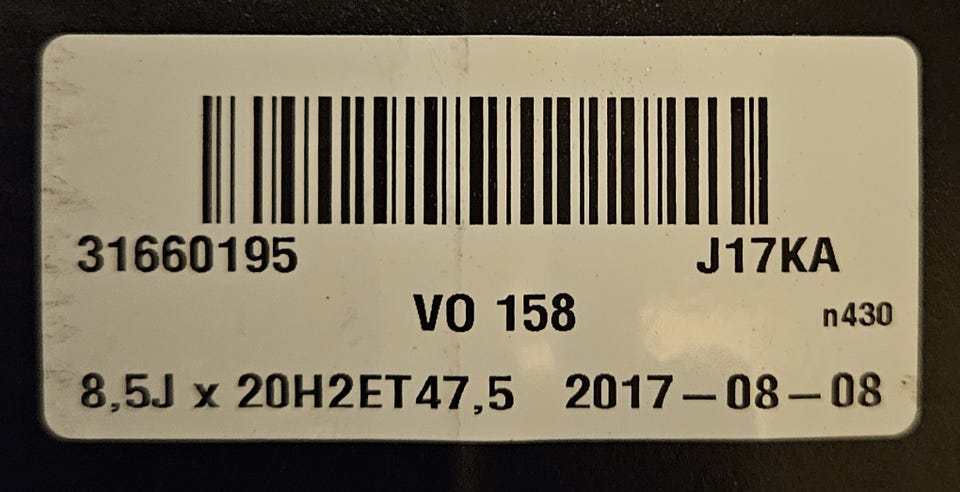 31660195 J17KA
VO 158
n430
8,5J x 20H2ET47,5 2017-08-08